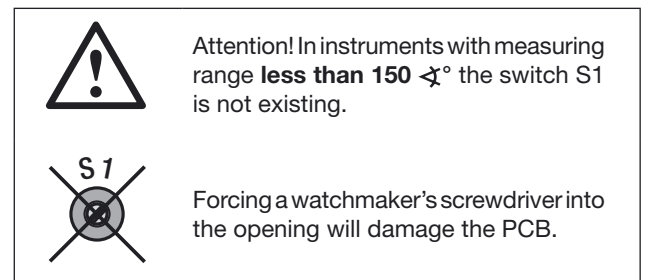 Attention! In instruments with measuring
range less than 150 ∢° the switch S1
is not existing.
S 1
Forcing a watchmaker's screwdriver into
the opening will damage the PCB.